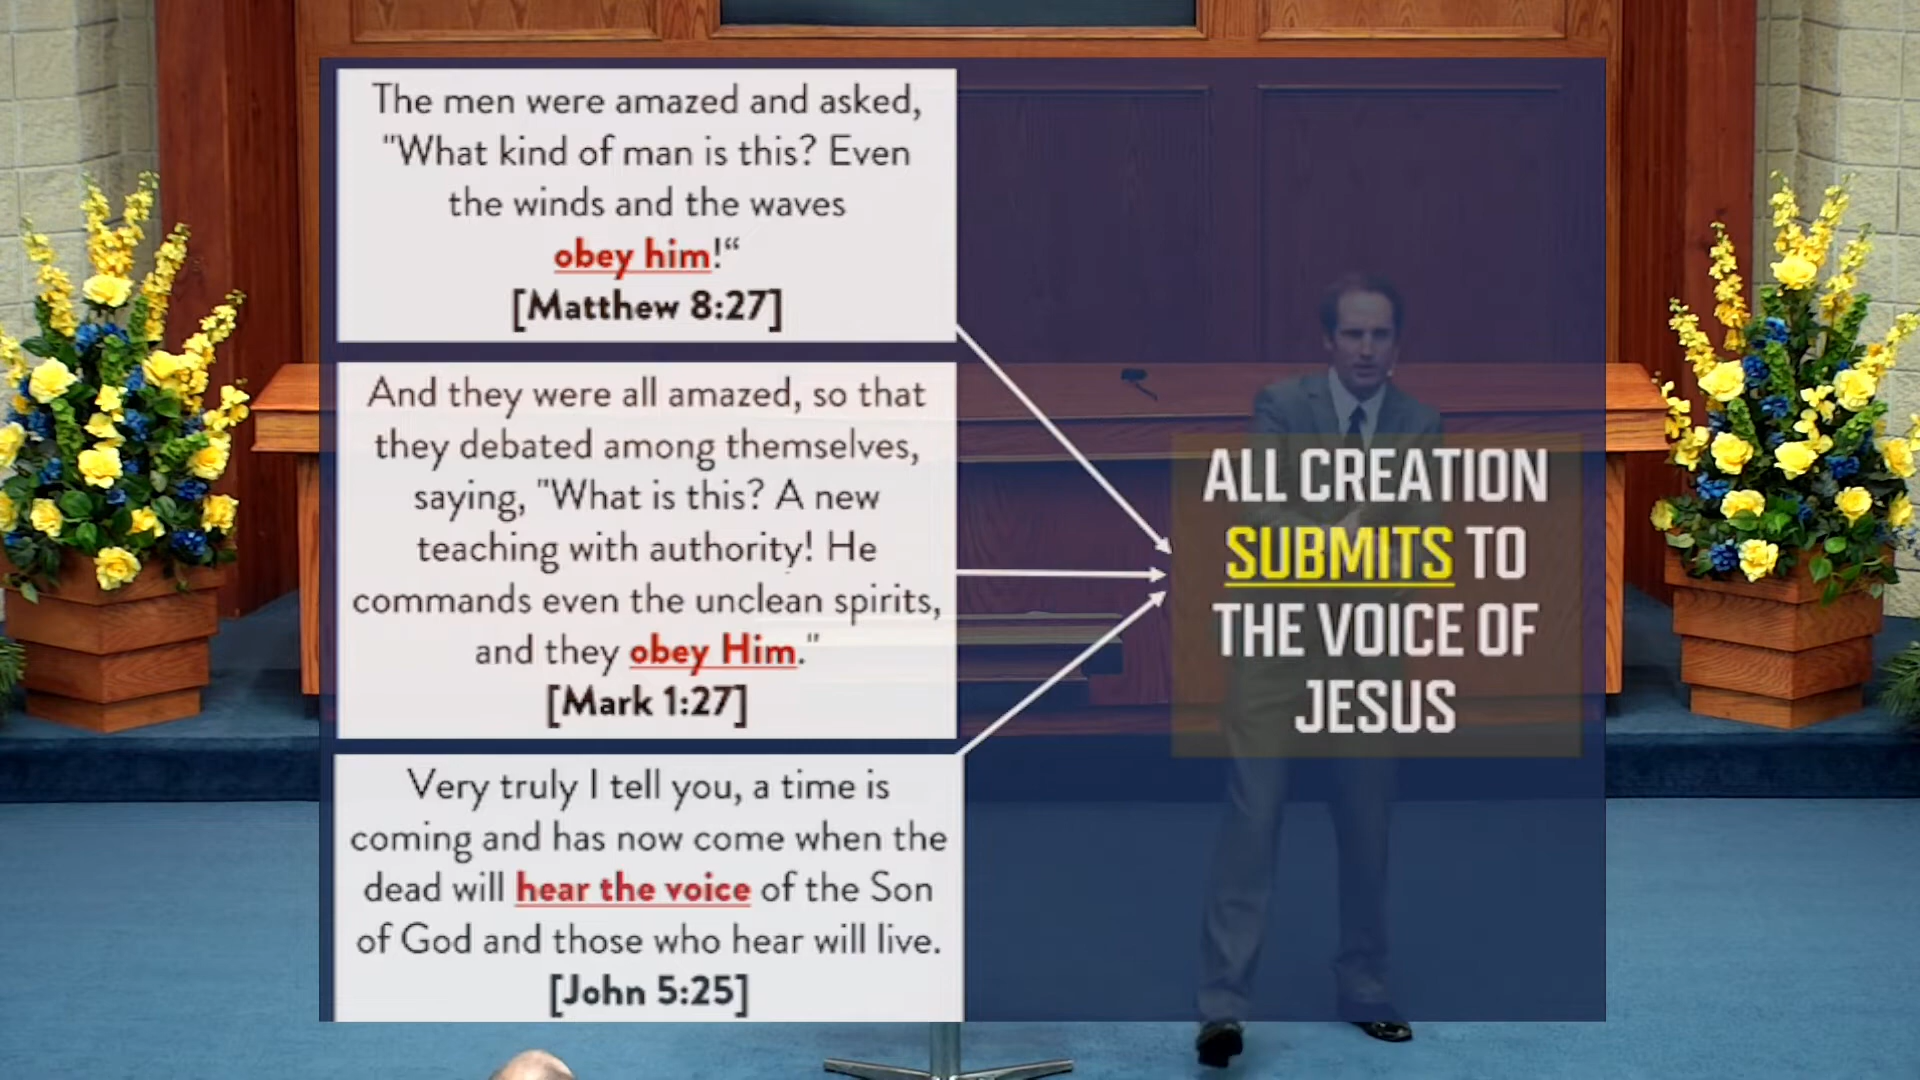 The men were amazed and asked,
"What kind of man is this? Even
the winds and the waves
obey him!“
[Matthew 8:27]
And they were all amazed, so that
they debated among themselves,
saying, "What is this? A new
teaching with authority! He
commands even the unclean spirits,
and they obey Him."
[Mark 1:27]
Very truly I tell you, a time is
coming and has now come when the
dead will hear the voice of the Son
of God and those who hear will live.
[John 5:25]
ALL CREATION
SUBMITS TO
THE VOICE OF
JESUS